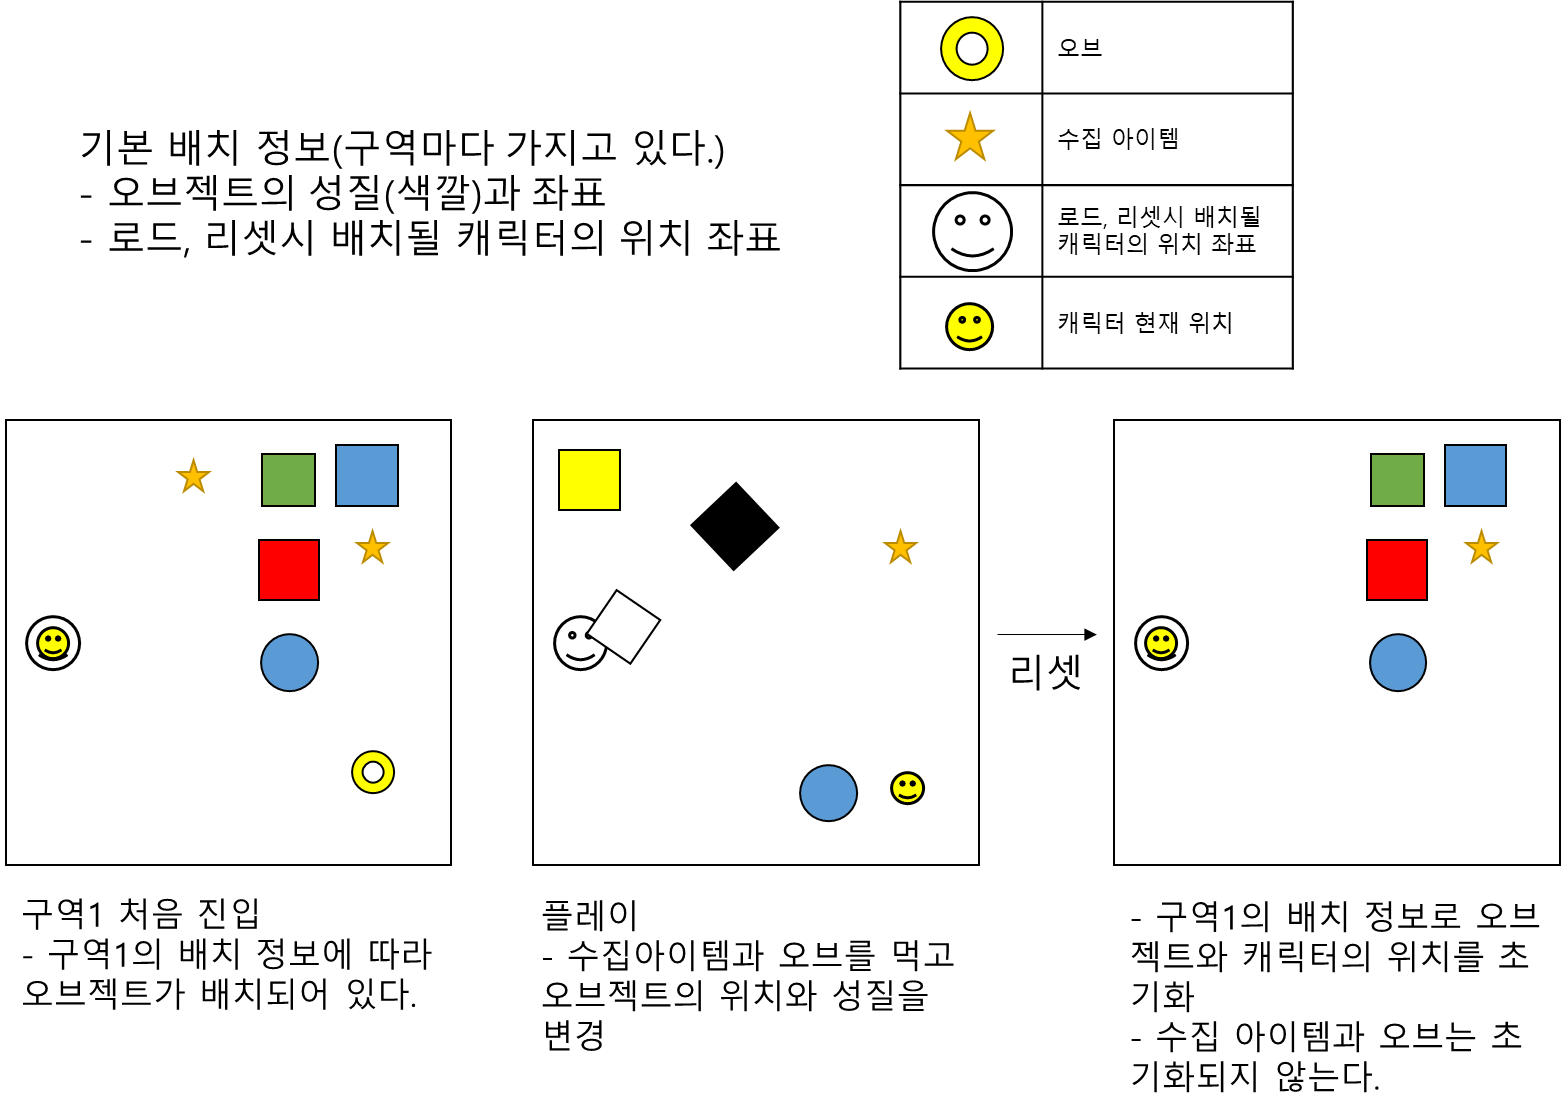 기본 배치 정보(구역마다 가지고 있다.)
- 오브젝트의 성질(색깔)과 좌표
- 로드, 리셋시 배치될 캐릭터의 위치 좌표
오브
수집 아이템
로드, 리셋시 배치될
캐릭터의 위치 좌표
캐릭터 현재 위치
리셋
구역1 처음 진입
- 구역1의 배치 정보에 따라
오브젝트가 배치되어 있다.
플레이
- 수집아이템과 오브를 먹고
오브젝트의 위치와 성질을
변경
- 구역1의 배치 정보로 오브
젝트와 캐릭터의 위치를 초
기화
- 수집 아이템과 오브는 초
기화되지 않는다.